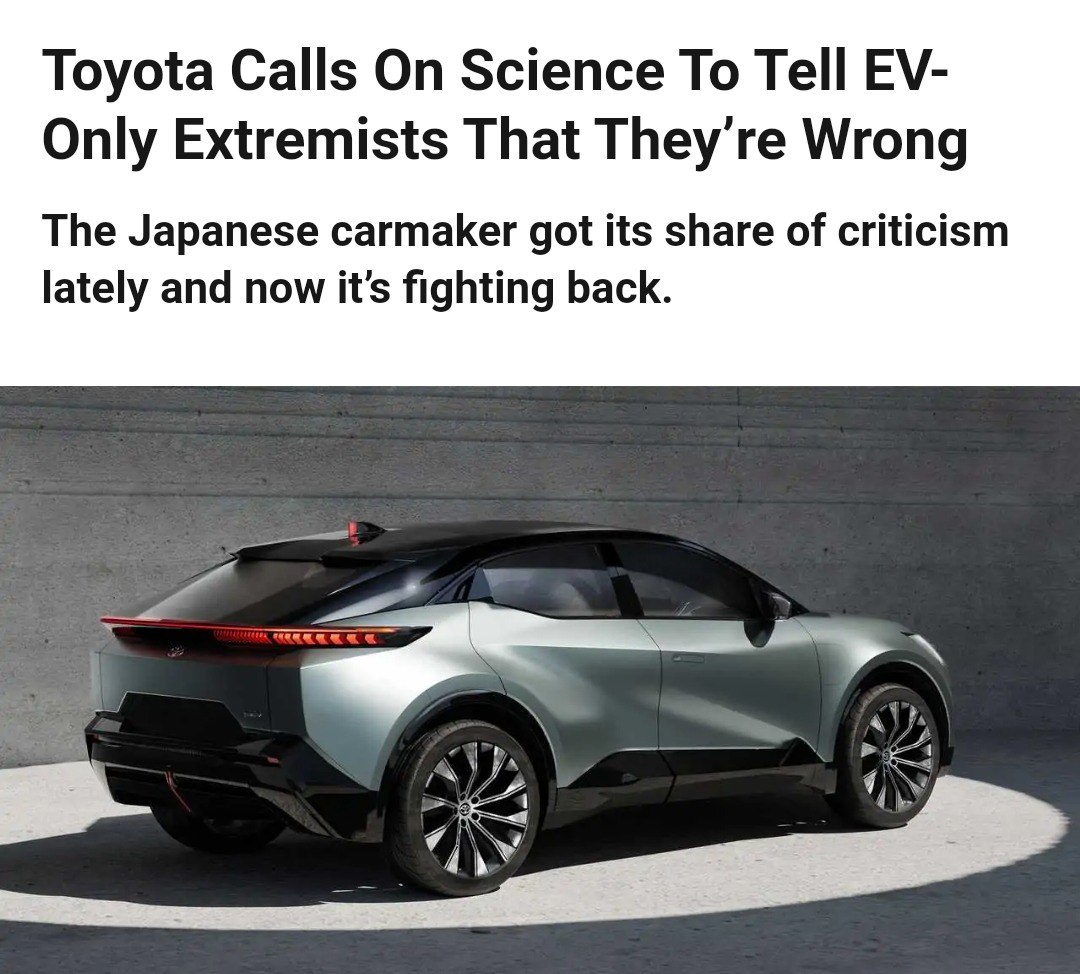 Toyota Calls On Science To Tell EV-
Only Extremists That They’re Wrong
The Japanese carmaker got its share of criticism
lately and now it’s fighting back.